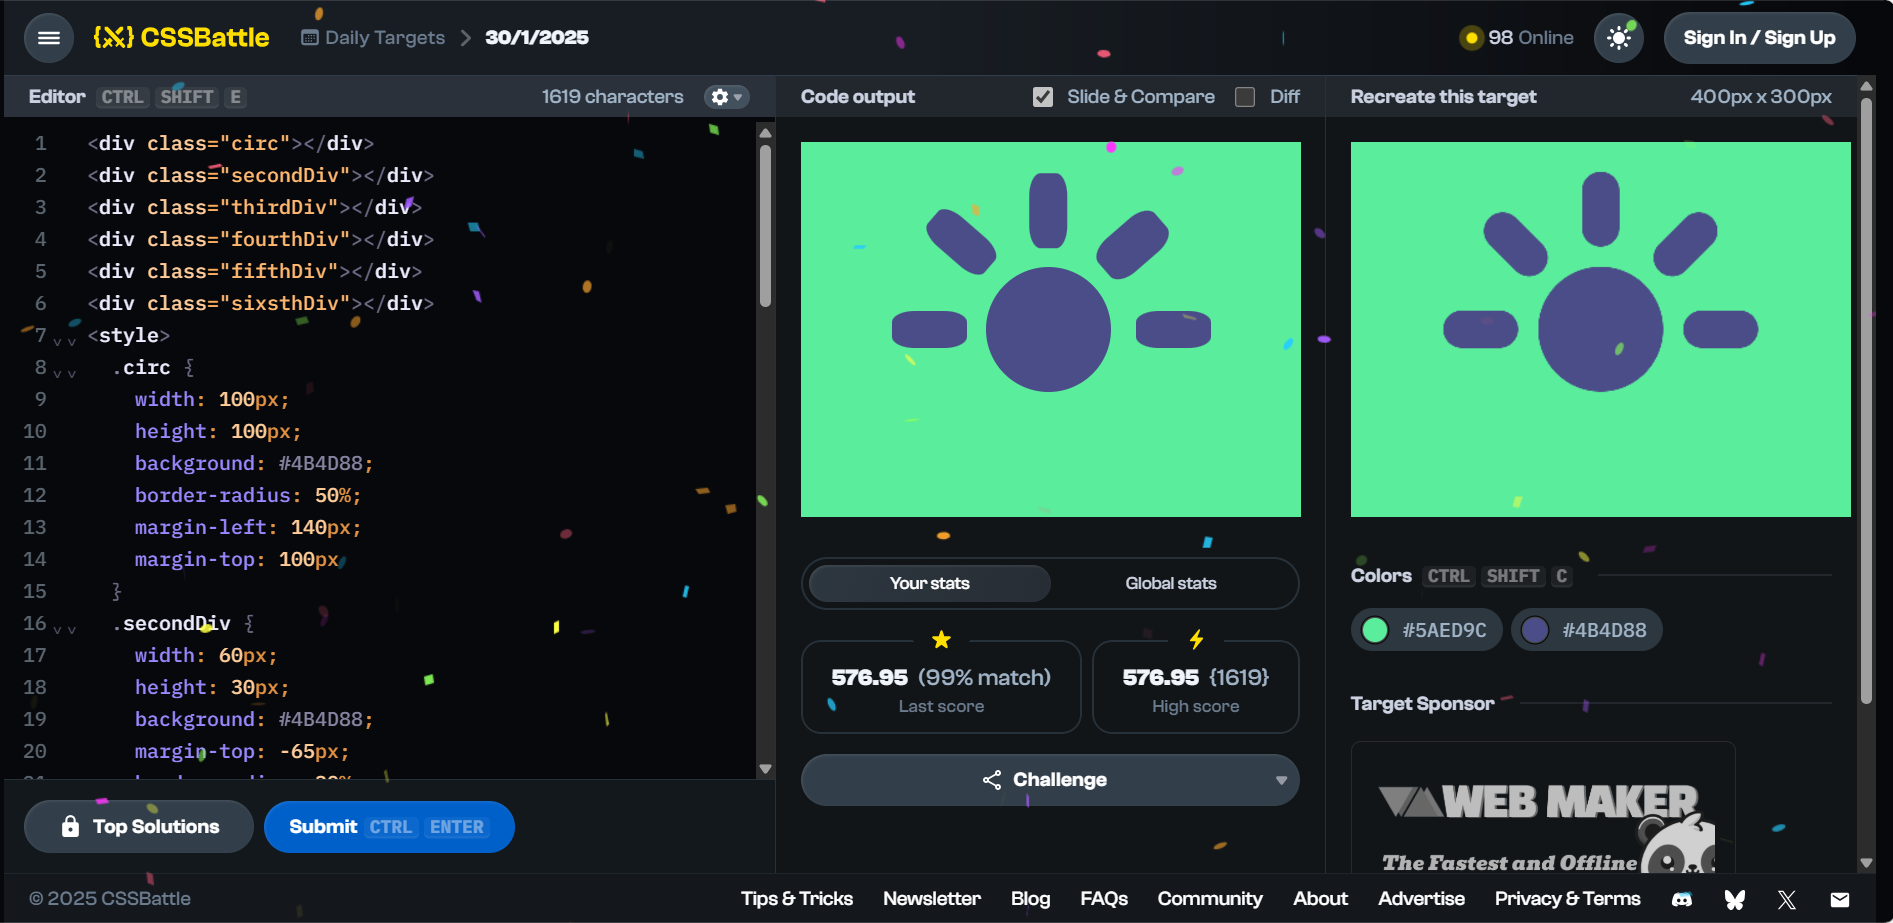 {X} CSSBattle
Daily Targets > 30/1/2025
98 Online
Sign In / Sign Up
Editor CTRL SHIFT E
1619 characters
1 <div class="circ"></div>
2 <div class="secondDiv"></div>
3 <div class="thirdDiv"></div>
4 <div class="fourthDiv"></div>
5 <div class="fifthDiv"></div>
6 <div class="sixsthDiv"></div>
7 <style>
8 .circ {
9 width: 100px;
10 height: 100px;
11 background: #4B4D88;
12 border-radius: 50%;
13 margin-left: 140px;
14 margin-top: 100px
15 }
16 .secondDiv {
17 width: 60px;
18 height: 30px;
19 background: #4B4D88;
20 margin-top: -65px;
Top Solutions
Submit CTRL ENTER
Code output
Slide & Compare
Diff
Your stats
Global stats
576.95 (99% match)
Last score
576.95 {1619}
High score
Challenge
Recreate this target
400px x 300px
Colors CTRL SHIFT C
#5AED9C
#4B4D88
Target Sponsor
WEB MAKER
The Fastest and Offline
© 2025 CSSBattle
Tips & Tricks
Newsletter
Blog
FAQs
Community
About
Advertise
Privacy & Terms